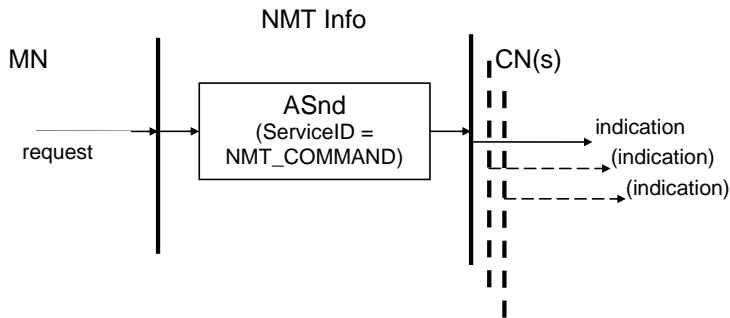 NMT Info
MN
CN(s)
ASnd
(ServiceID =
NMT_COMMAND)
request
indication
(indication)
(indication)